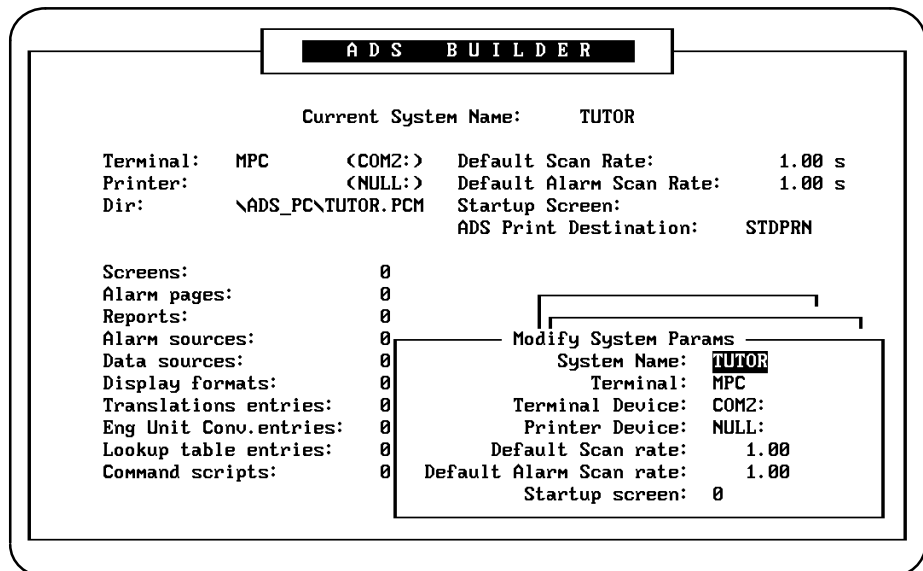 ADS BUILDER
Current System Name: TUTOR
Terminal: MPC (COM2:) Default Scan Rate: 1.00 s
Printer: (NULL:) Default Alarm Scan Rate: 1.00 s
Dir: \ADS_PC\TUTOR.PCM Startup Screen:
ADS Print Destination: STDPRN
Screens: 0
Alarm pages: 0
Reports: 0
Alarm sources: 0
Data sources: 0
Display formats: 0
Translations entries: 0
Eng Unit Conv.entries: 0
Lookup table entries: 0
Command scripts: 0
Modify System Params
System Name: TUTOR
Terminal: MPC
Terminal Device: COM2:
Printer Device: NULL:
Default Scan rate: 1.00
Default Alarm Scan rate: 1.00
Startup screen: 0